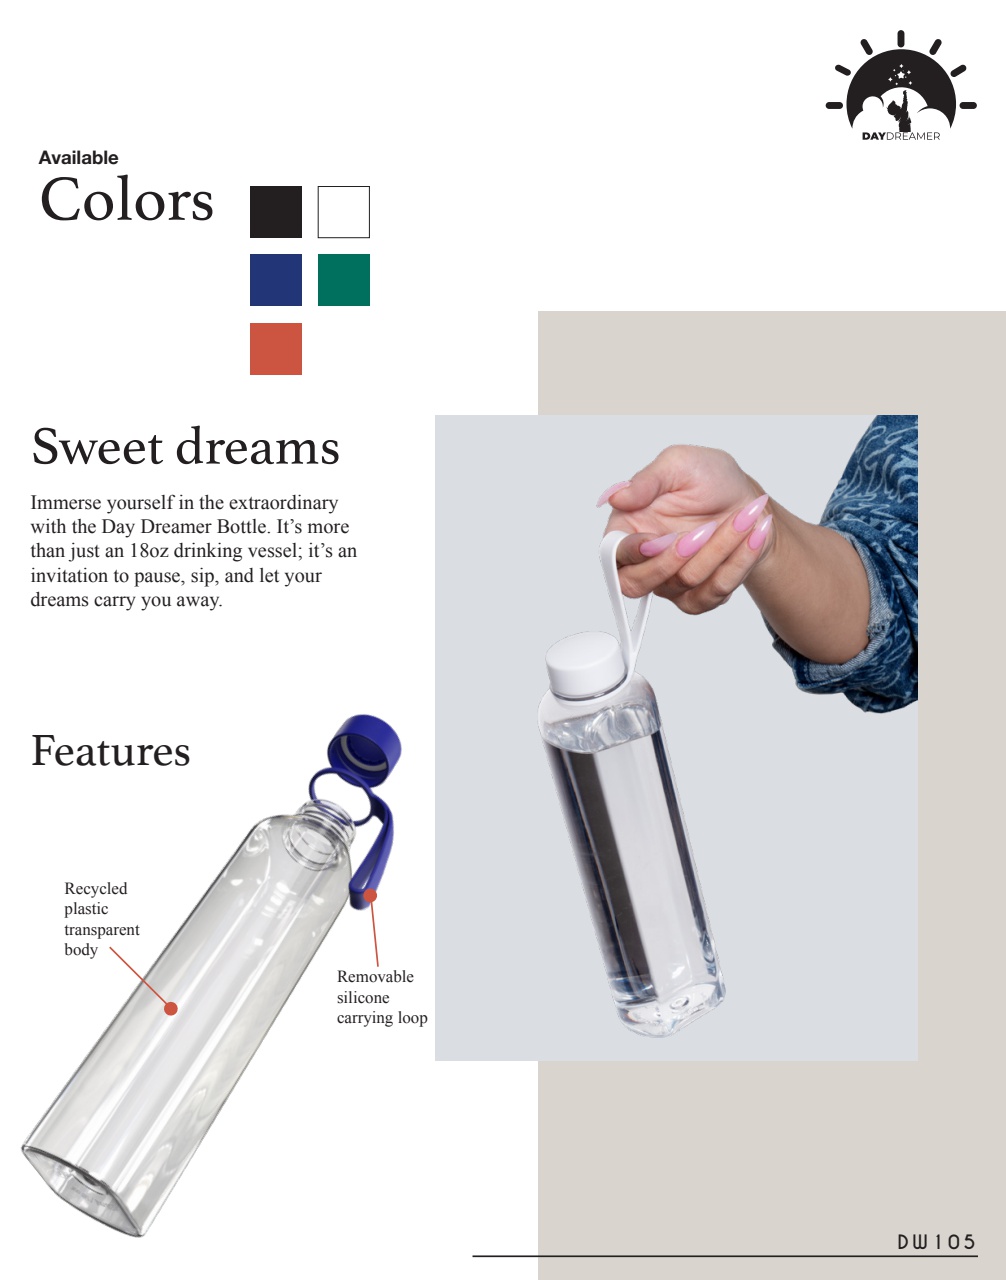 DAYDREAMER
Available
Colors
Sweet dreams
Immerse yourself in the extraordinary
with the Day Dreamer Bottle. It’s more
than just an 18oz drinking vessel; it’s an
invitation to pause, sip, and let your
dreams carry you away.
Features
Recycled
plastic
transparent
body
Removable
silicone
carrying loop
DW105